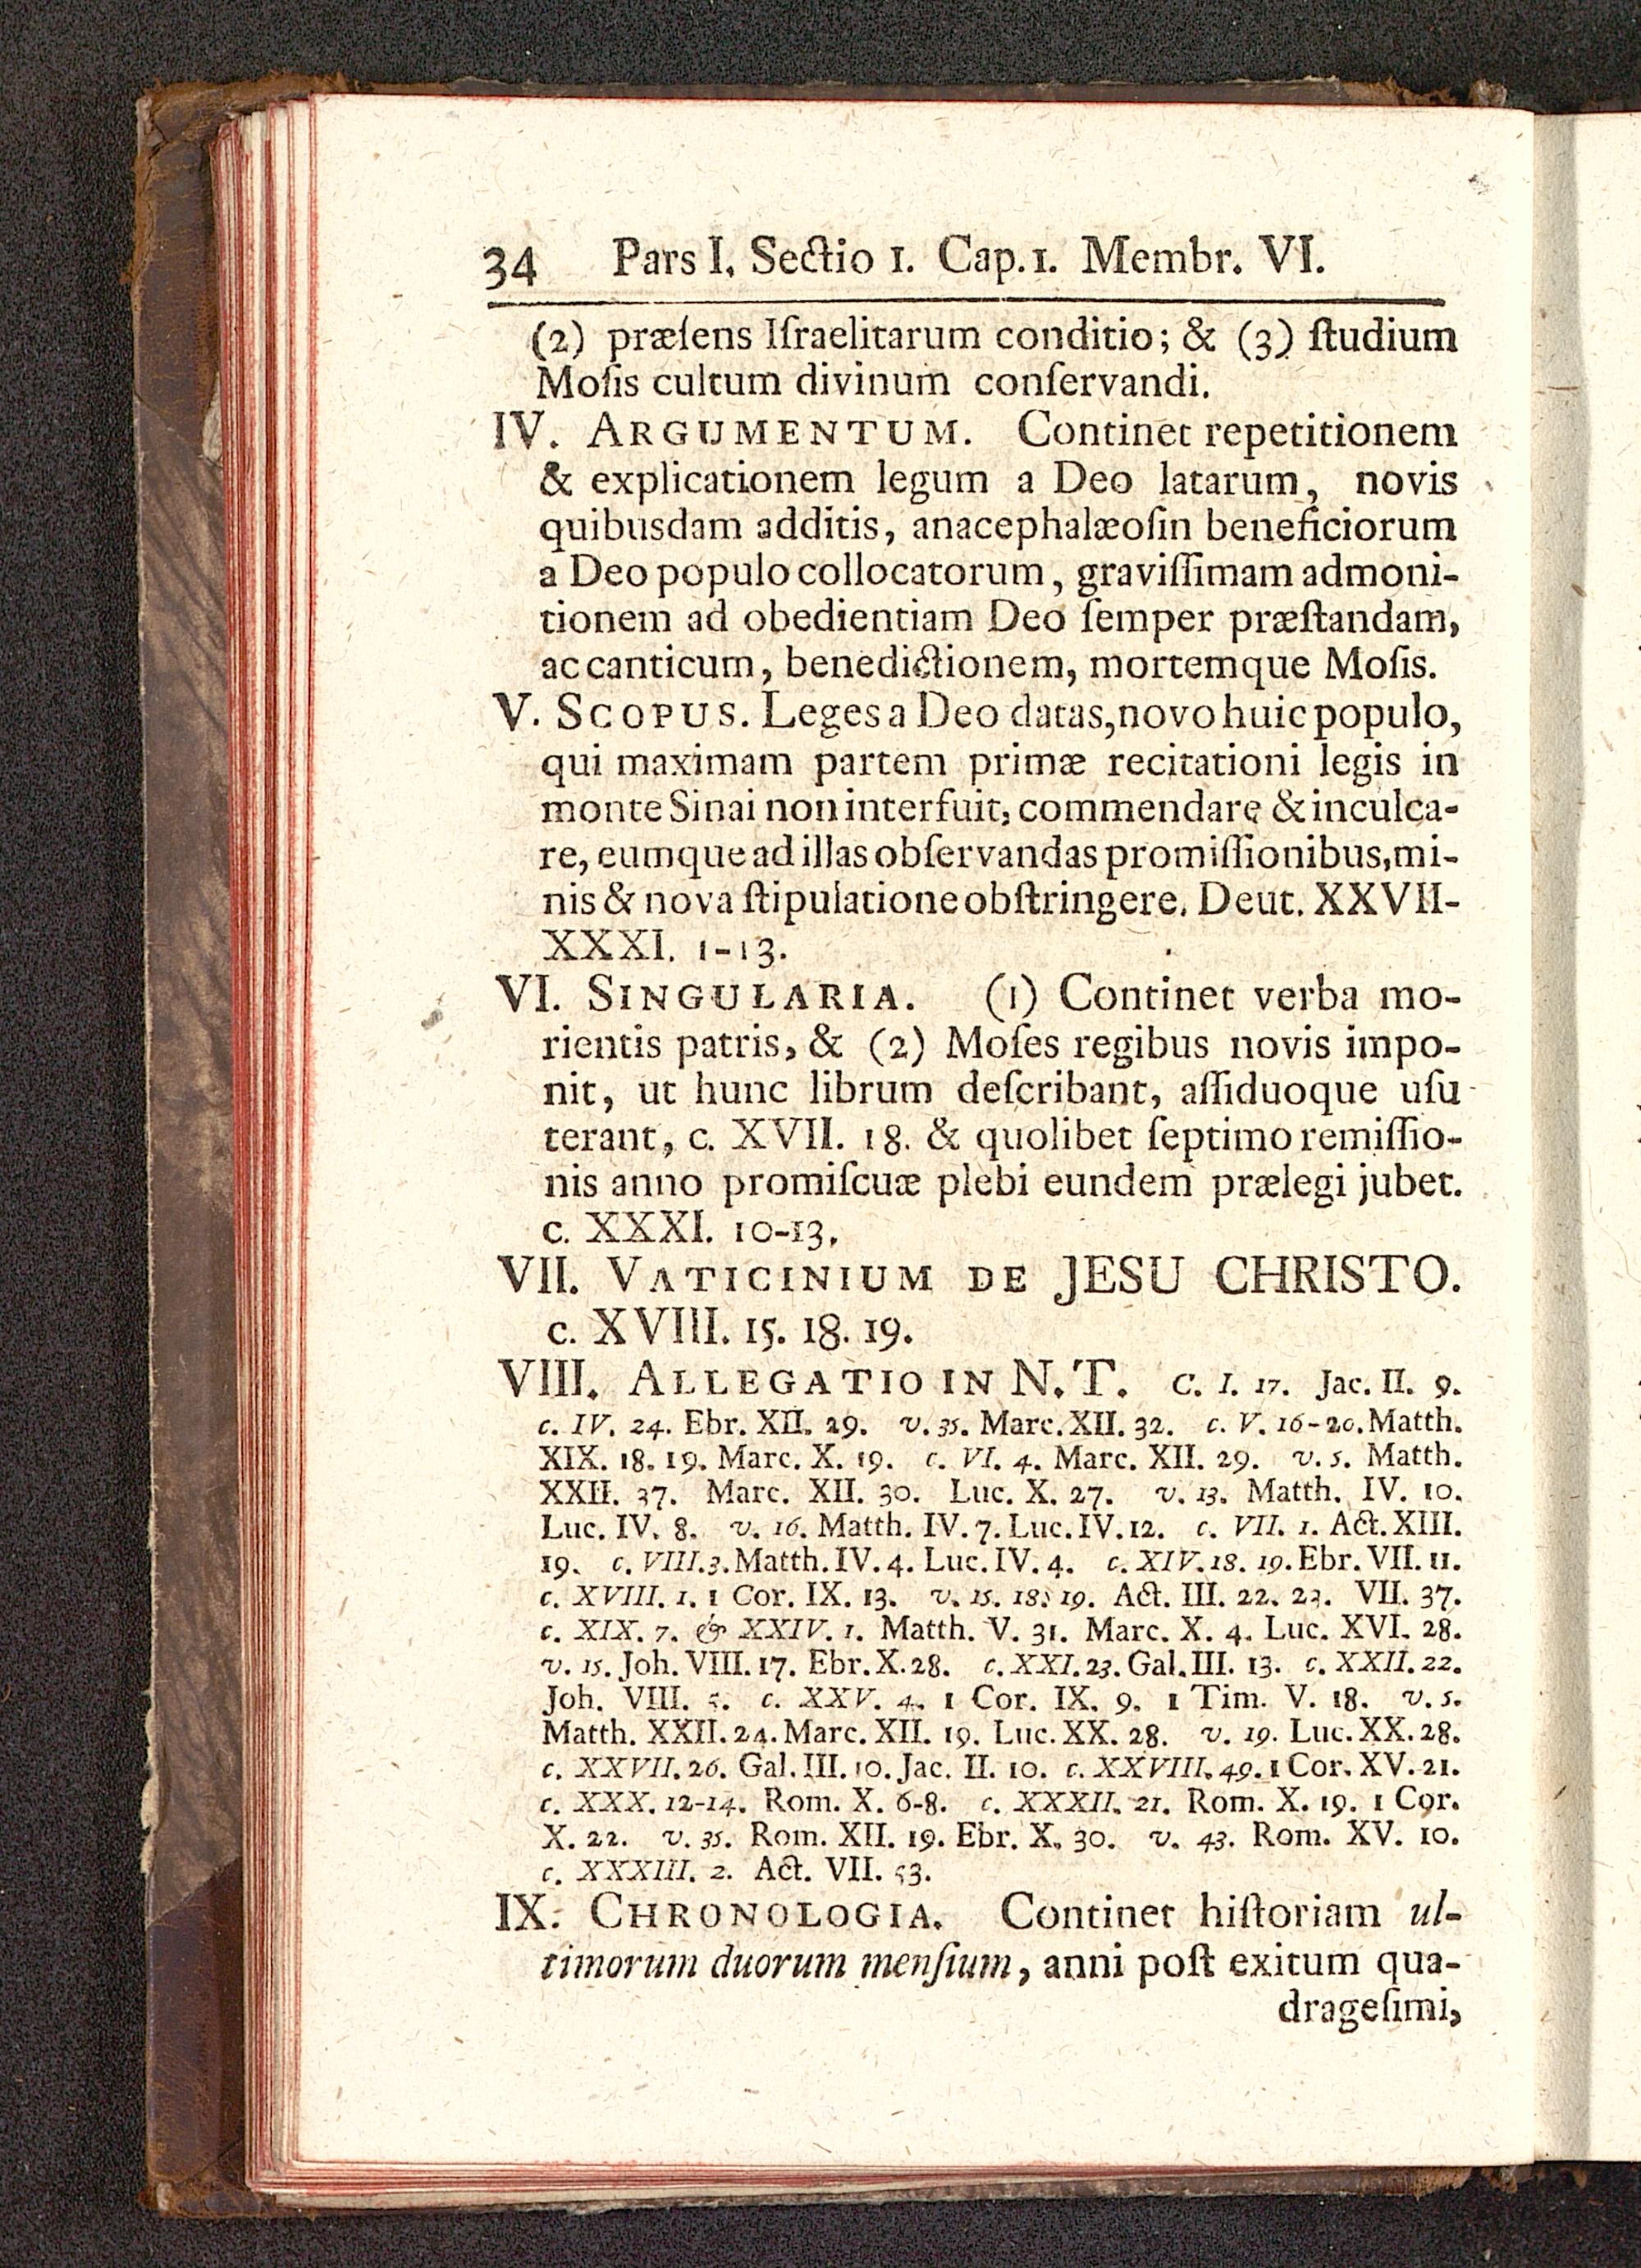 34 Pars I. Sectio 1. Cap. 1. Membr. VI.
(2) præſens Iſraelitarum conditio; & (3) ſtudium
Moſis cultum divinum conſervandi.
IV. ARGUMENTUM. Continet repetitionem
& explicationem legum a Deo latarum, novis
quibusdam additis, anacephalæoſin beneficiorum
a Deo populo collocatorum, graviſſimam admoni-
tionem ad obedientiam Deo ſemper præſtandam,
ac canticum, benedictionem, mortemque Moſis.
V. SCOPUS. Leges a Deo datas, novo huic populo,
qui maximam partem primæ recitationi legis in
monte Sinai non interfuit, commendare & inculca-
re, eumque ad illas obſervandas promiſſionibus, mi-
nis & nova ſtipulatione obſtringere. Deut. XXVII-
XXXI. 1-13.
VI. SINGULARIA. (1) Continet verba mo-
rientis patris, & (2) Moſes regibus novis impo-
nit, ut hunc librum deſcribant, aſſiduoque uſu
terant, c. XVII. 18. & quolibet ſeptimo remiſſio-
nis anno promiſcuæ plebi eundem prælegi jubet.
c. XXXI. 10-13.
VII. VATICINIUM DE JESU CHRISTO.
c. XVIII. 15. 18. 19.
VIII. ALLEGATIO IN N. T. C. I. 17. Jac. II. 9.
c. IV. 24. Ebr. XII. 29. v. 35. Marc. XII. 32. c. V. 16-20. Matth.
XIX. 18. 19. Marc. X. 19. c. VI. 4. Marc. XII. 29. v. 5. Matth.
XXII. 37. Marc. XII. 30. Luc. X. 27. v. 13. Matth. IV. 10.
Luc. IV. 8. v. 16. Matth. IV. 7. Luc. IV. 12. c. VII. 1. Act. XIII.
19. c. VIII. 3. Matth. IV. 4. Luc. IV. 4. c. XIV. 18. 19. Ebr. VII. 11.
c. XVIII. 1. 1 Cor. IX. 13. v. 15. 18. 19. Act. III. 22. 23. VII. 37.
c. XIX. 7. & XXIV. 1. Matth. V. 31. Marc. X. 4. Luc. XVI. 28.
v. 15. Joh. VIII. 17. Ebr. X. 28. c. XXI. 23. Gal. III. 13. c. XXII. 22.
Joh. VIII. 5. c. XXV. 4. 1 Cor. IX. 9. 1 Tim. V. 18. v. 5.
Matth. XXII. 24. Marc. XII. 19. Luc. XX. 28. v. 19. Luc. XX. 28.
c. XXVII. 26. Gal. III. 10. Jac. II. 10. c. XXVIII. 49. 1 Cor. XV. 21.
c. XXX. 12-14. Rom. X. 6-8. c. XXXII. 21. Rom. X. 19. 1 Cor.
X. 22. v. 35. Rom. XII. 19. Ebr. X. 30. v. 43. Rom. XV. 10.
c. XXXIII. 2. Act. VII. 53.
IX. CHRONOLOGIA. Continet hiſtoriam ul-
timorum duorum menſium, anni poſt exitum qua-
drageſimi,